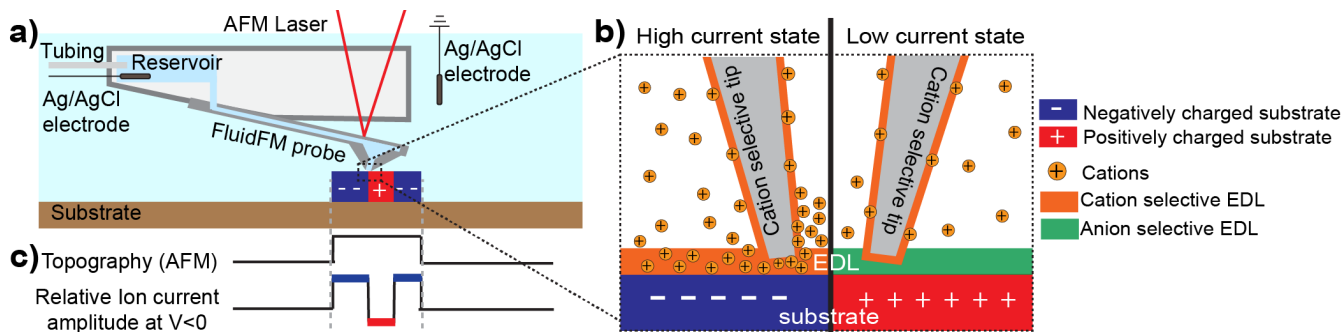 a)
AFM Laser
Tubing
Reservoir
Ag/AgCl
electrode
Ag/AgCl
electrode
FluidFM probe
- - + - -
Substrate
c)
Topography (AFM)
Relative Ion current
amplitude at V<0
b)
High current state
Low current state
Cation selective tip
Cation selective tip
EDL
- - - - -
+ + + + + +
substrate
- Negatively charged substrate
+ Positively charged substrate
+ Cations
Cation selective EDL
Anion selective EDL